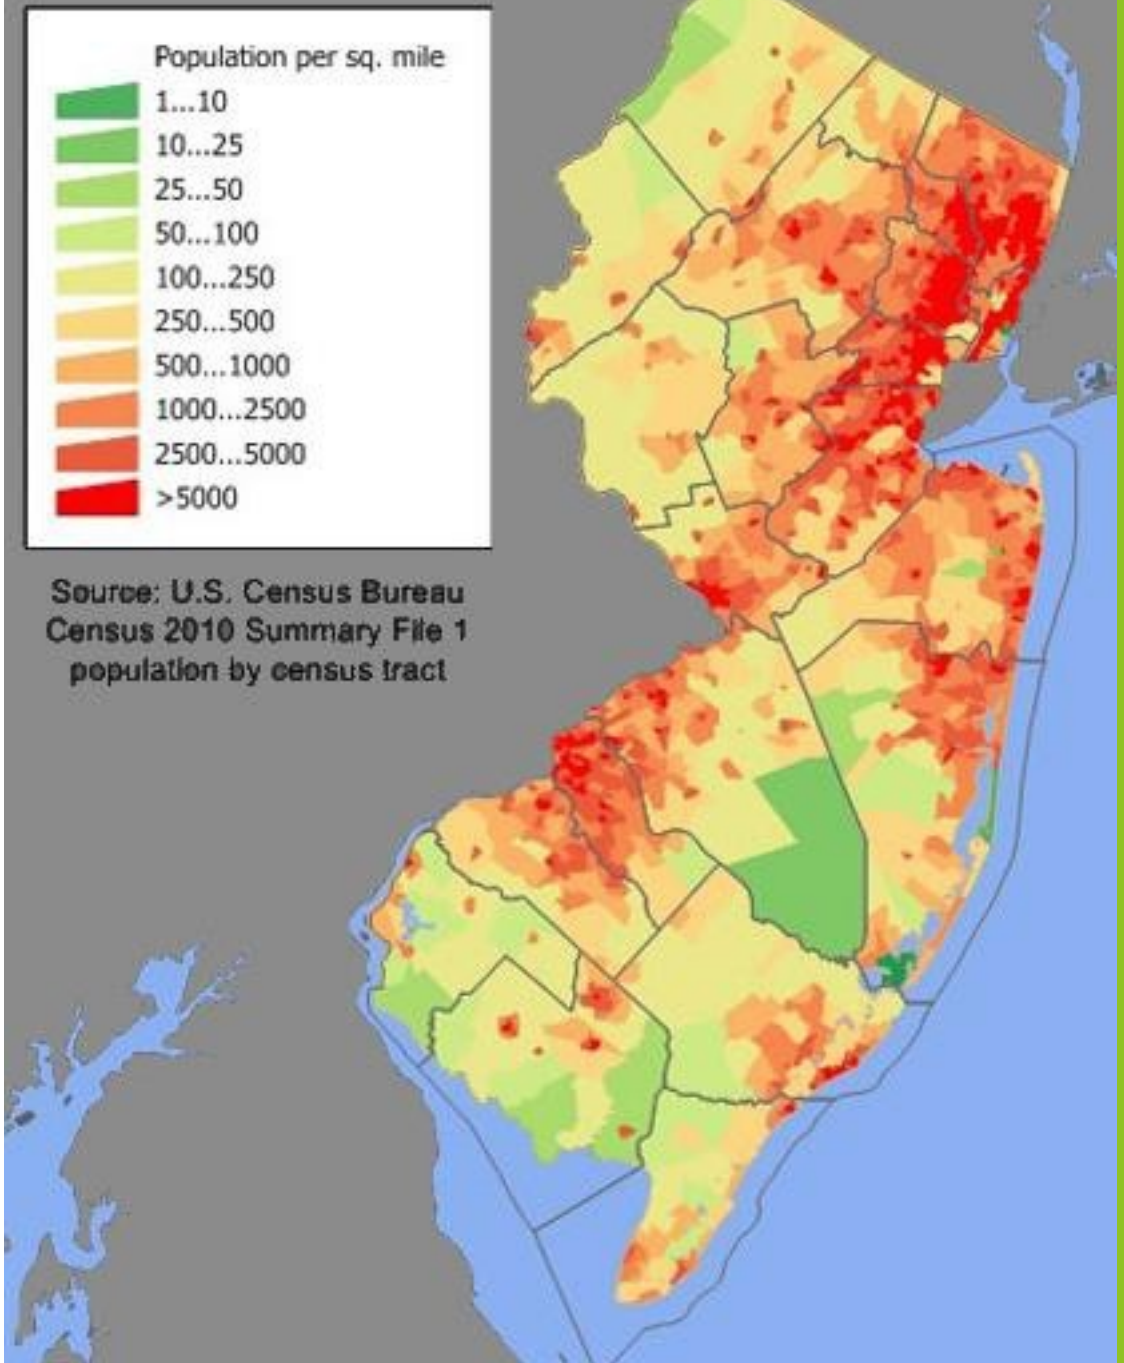 Population per sq. mile
1...10
10...25
25...50
50...100
100...250
250...500
500...1000
1000...2500
2500...5000
>5000
Source: U.S. Census Bureau
Census 2010 Summary File 1
population by census tract